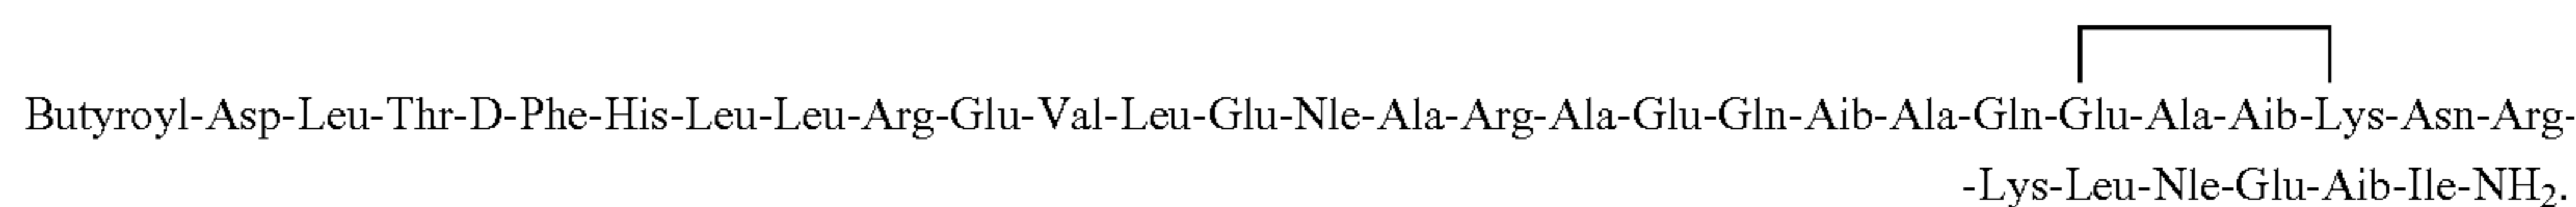 Butyroyl-Asp-Leu-Thr-D-Phe-His-Leu-Leu-Arg-Glu-Val-Leu-Glu-Nle-Ala-Arg-Ala-Glu-Gln-Aib-Ala-Gln-Glu-Ala-Aib-Lys-Asn-Arg-
-Lys-Leu-Nle-Glu-Aib-Ile-NH₂.